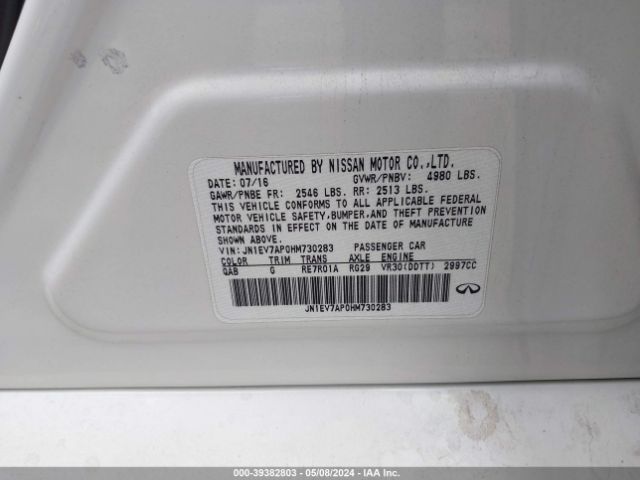 MANUFACTURED BY NISSAN MOTOR CO.,LTD.
DATE: 07/16 GVWR/PNBV: 4980 LBS.
GAWR/PNBE FR: 2546 LBS. RR: 2513 LBS.
THIS VEHICLE CONFORMS TO ALL APPLICABLE FEDERAL
MOTOR VEHICLE SAFETY,BUMPER,AND THEFT PREVENTION
STANDARDS IN EFFECT ON THE DATE OF MANUFACTURE
SHOWN ABOVE.
VIN: JN1EV7AP0HM730283 PASSENGER CAR
COLOR TRIM TRANS AXLE ENGINE
QAB G RE7R01A RG29 VR30(DDTT) 2997CC
JN1EV7AP0HM730283
000-39382803 • 05/08/2024 • IAA Inc.